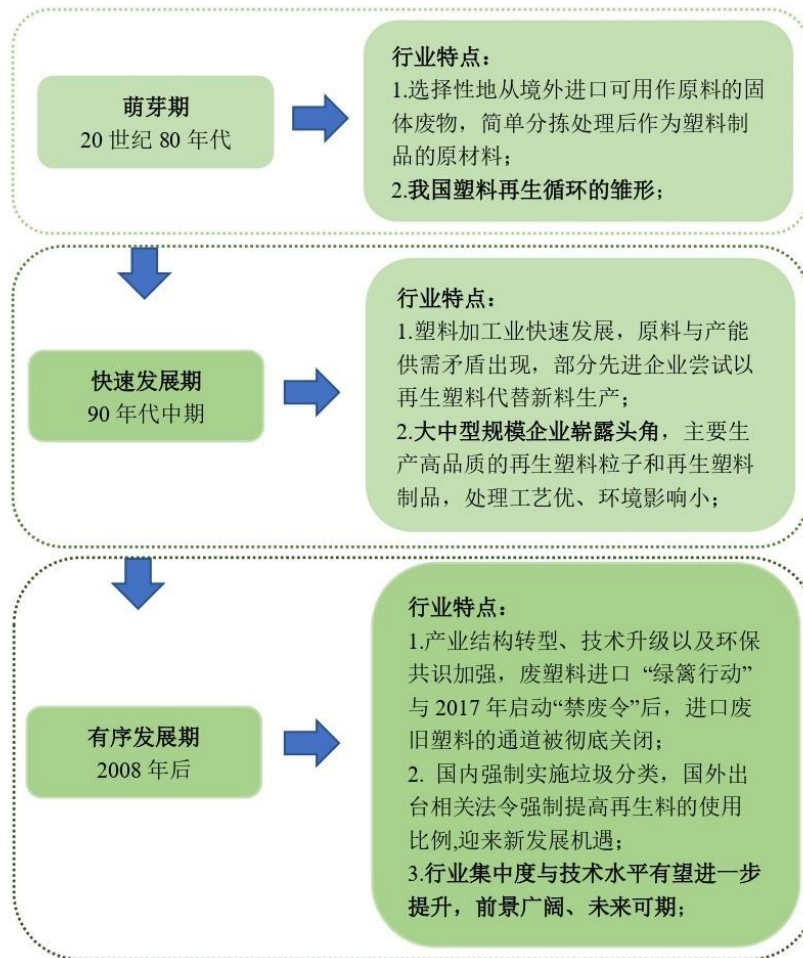 萌芽期
20 世纪 80 年代
行业特点：
1.选择性地从境外进口可用作原料的固
体废物，简单分拣处理后作为塑料制
品的原材料；
2.我国塑料再生循环的雏形；
快速发展期
90 年代中期
行业特点：
1.塑料加工业快速发展，原料与产能
供需矛盾出现，部分先进企业尝试以
再生塑料代替新料生产；
2.大中型规模企业崭露头角，主要生
产高品质的再生塑料粒子和再生塑料
制品，处理工艺优、环境影响小；
有序发展期
2008 年后
行业特点：
1.产业结构转型、技术升级以及环保
共识加强，废塑料进口 “绿篱行动”
与 2017 年启动“禁废令”后，进口废
旧塑料的通道被彻底关闭；
2. 国内强制实施垃圾分类，国外出
台相关法令强制提高再生料的使用
比例,迎来新发展机遇；
3.行业集中度与技术水平有望进一步
提升，前景广阔、未来可期；